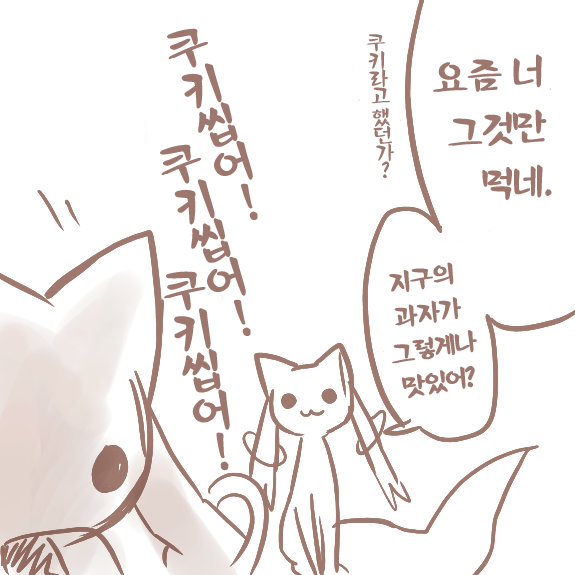 요즘 너
그것만
먹네.
지구의
과자가
그렇게나
맛있어?
쿠키라고 했던가?
쿠키씹어!
쿠키씹어!
쿠키씹어!